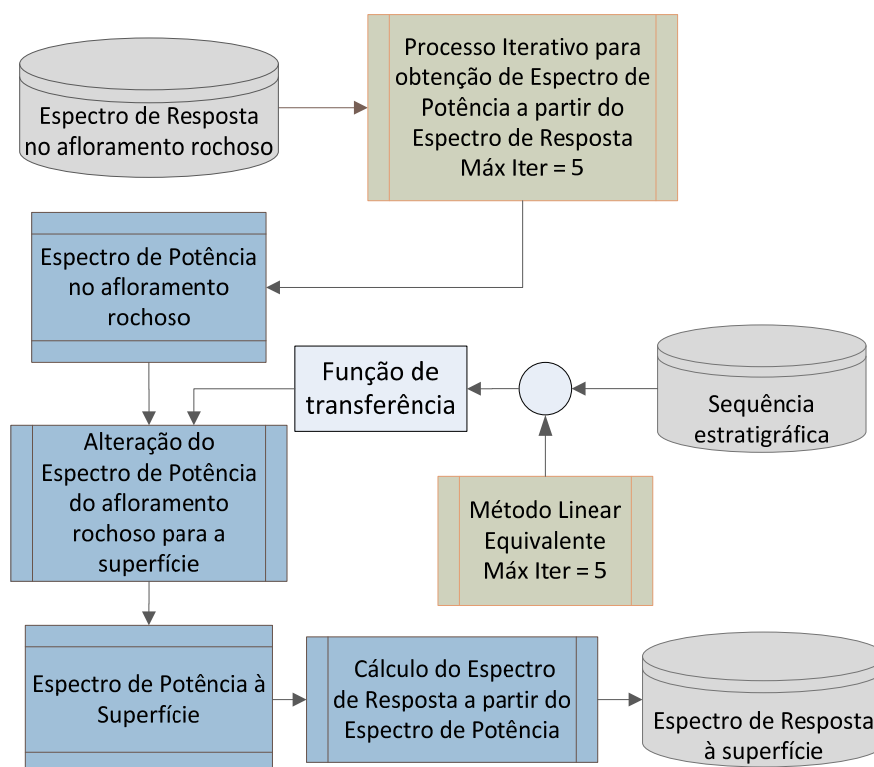 Espectro de Resposta
no afloramento rochoso
Processo Iterativo para
obtenção de Espectro de
Potência a partir do
Espectro de Resposta
Máx Iter = 5
Espectro de Potência
no afloramento
rochoso
Função de
transferência
Sequência
estratigráfica
Alteração do
Espectro de Potência
do afloramento
rochoso para a
superfície
Método Linear
Equivalente
Máx Iter = 5
Espectro de Potência à
Superfície
Cálculo do Espectro
de Resposta a partir do
Espectro de Potência
Espectro de Resposta
à superfície